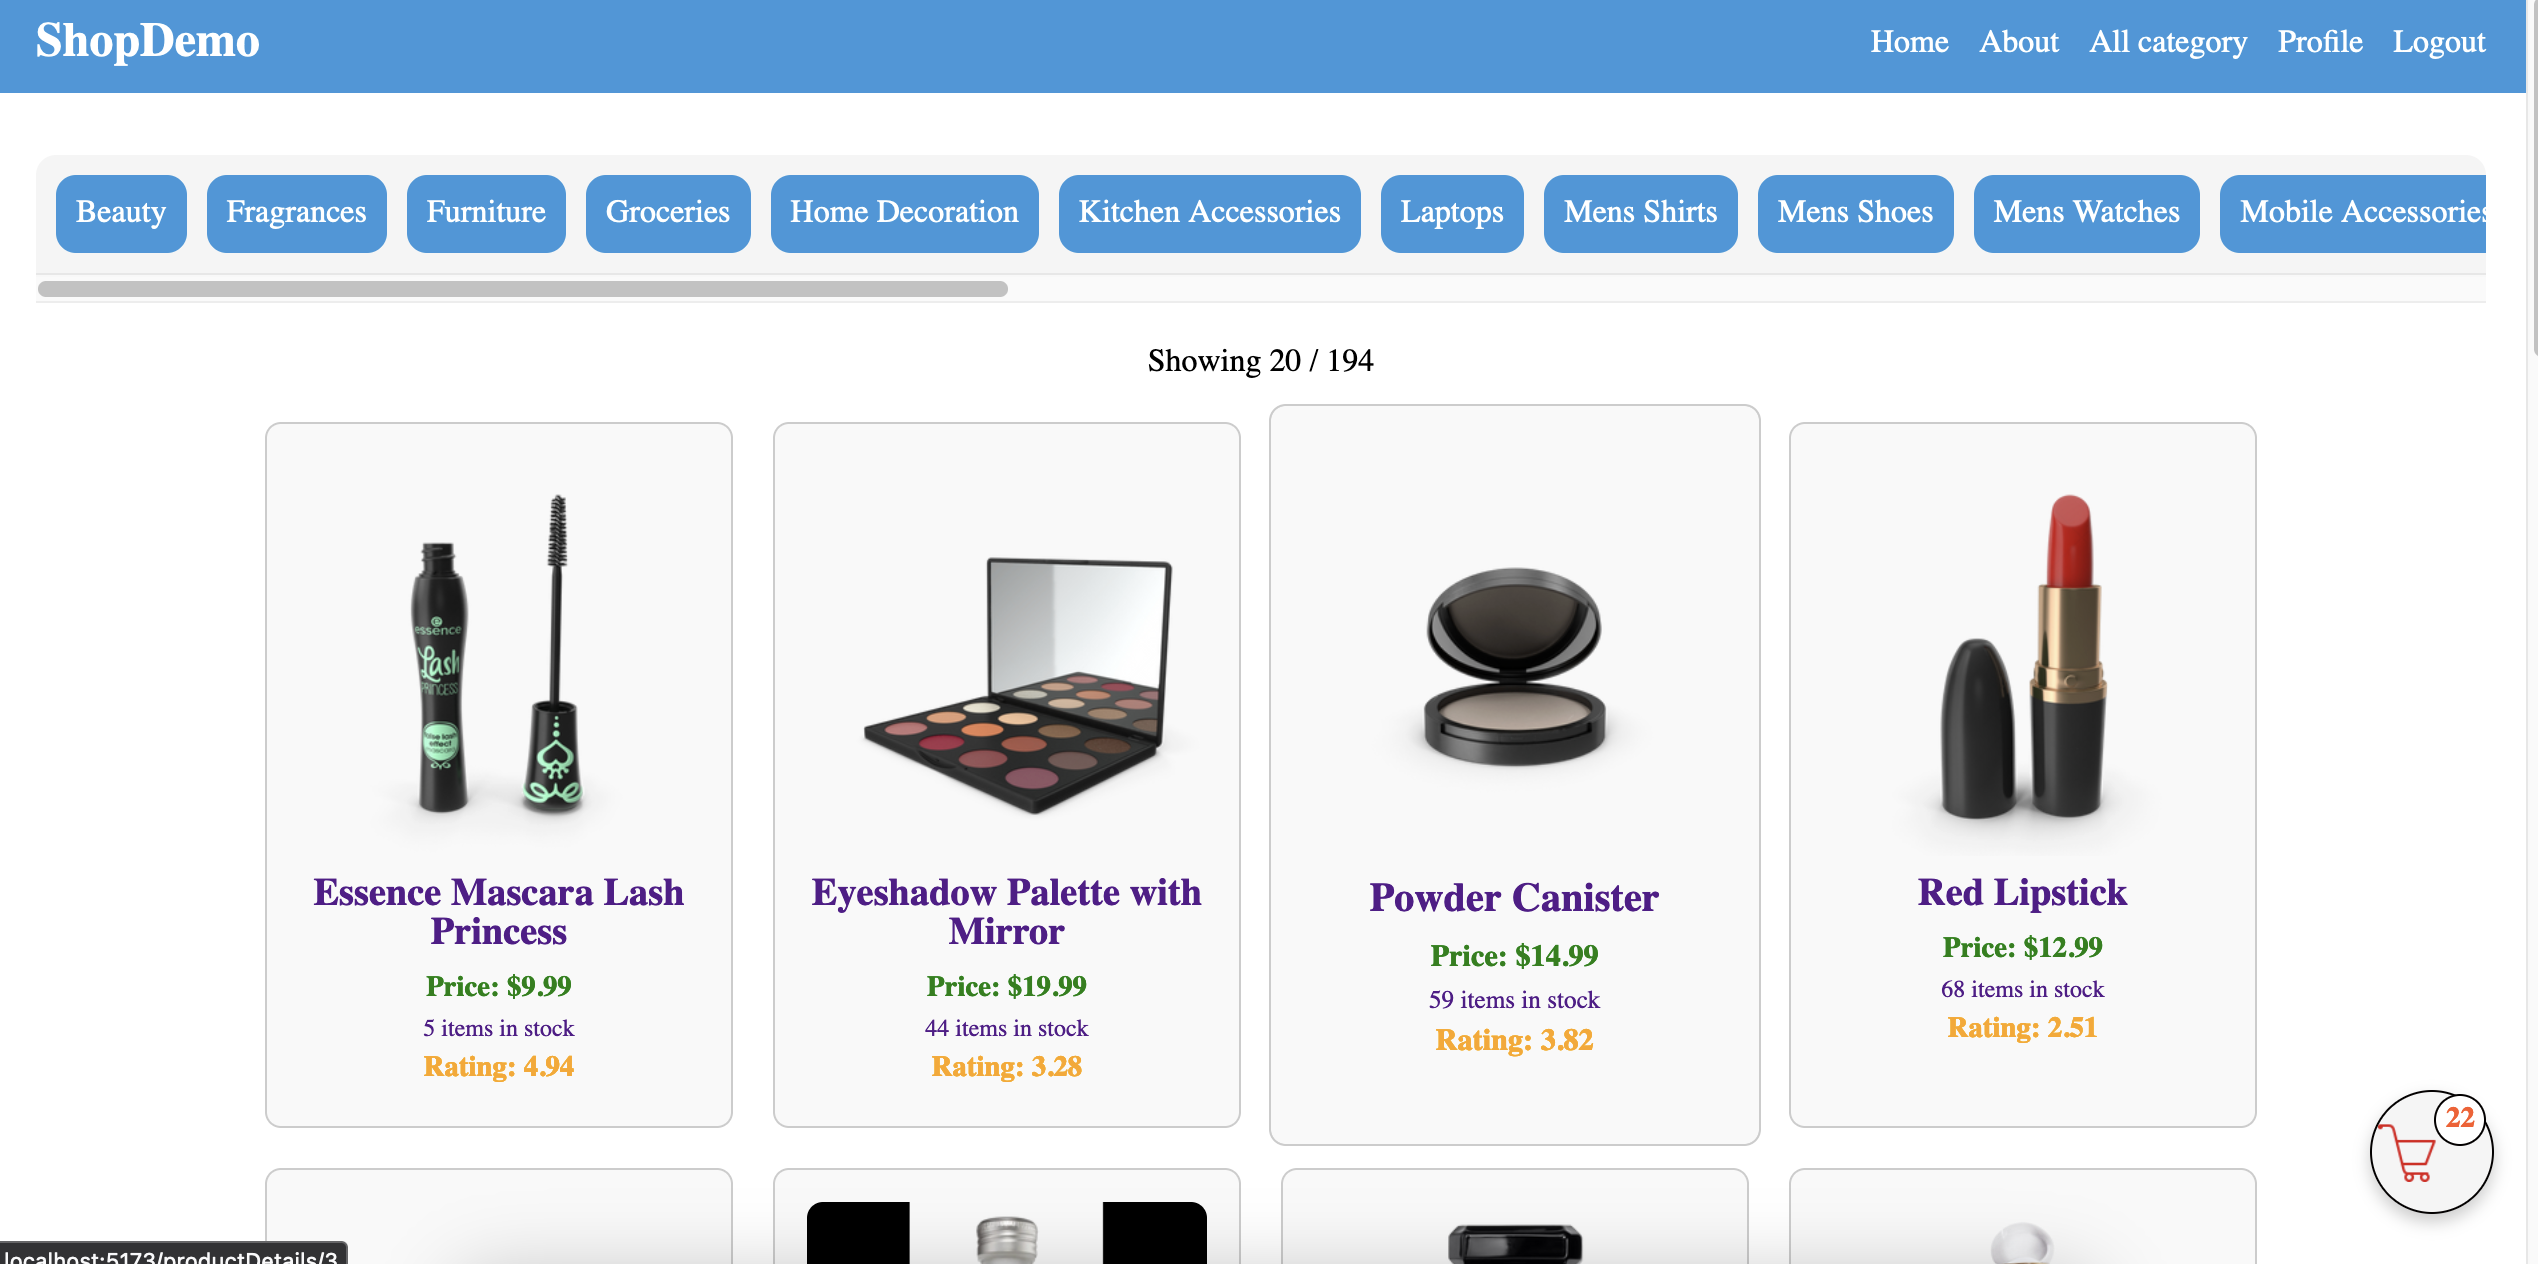 ShopDemo
Home About All category Profile Logout
Beauty Fragrances Furniture Groceries Home Decoration Kitchen Accessories Laptops Mens Shirts Mens Shoes Mens Watches Mobile Accessories
Showing 20 / 194
essence
Lash
PRINCESS
false lash
effect
mascara
Essence Mascara Lash
Princess
Price: $9.99
5 items in stock
Rating: 4.94
Eyeshadow Palette with
Mirror
Price: $19.99
44 items in stock
Rating: 3.28
Powder Canister
Price: $14.99
59 items in stock
Rating: 3.82
Red Lipstick
Price: $12.99
68 items in stock
Rating: 2.51
22
localhost:5173/productDetails/3